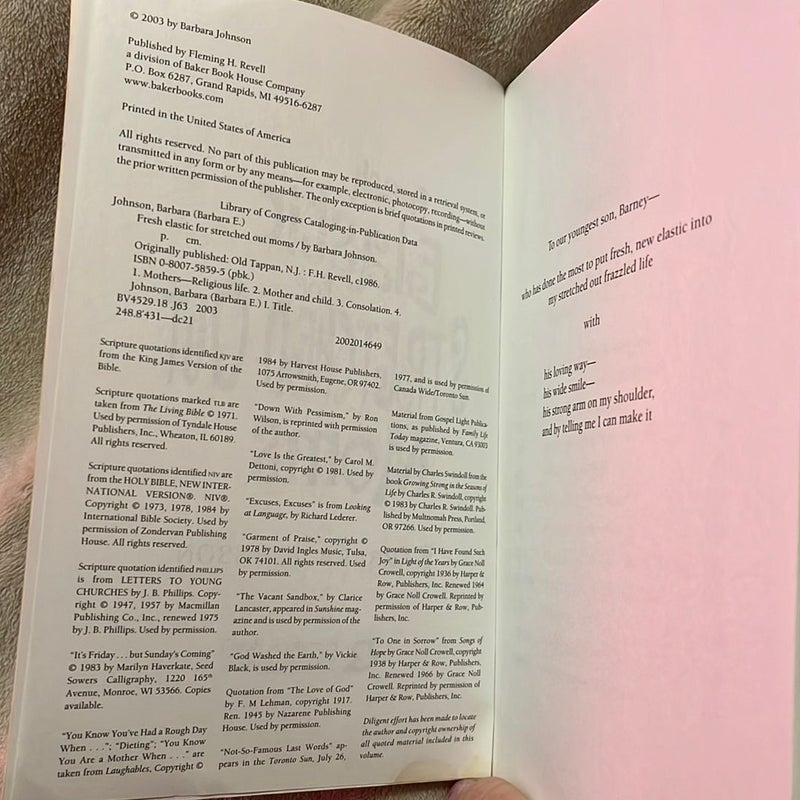 © 2003 by Barbara Johnson
Published by Fleming H. Revell
a division of Baker Book House Company
P.O. Box 6287, Grand Rapids, MI 49516-6287
www.bakerbooks.com
Printed in the United States of America
All rights reserved. No part of this publication may be reproduced, stored in a retrieval system, or
transmitted in any form or by any means—for example, electronic, photocopy, recording—without
the prior written permission of the publisher. The only exception is brief quotations in printed reviews.
Library of Congress Cataloging-in-Publication Data
Johnson, Barbara (Barbara E.)
Fresh elastic for stretched out moms / by Barbara Johnson.
p. cm.
Originally published: Old Tappan, N.J. : F.H. Revell, c1986.
ISBN 0-8007-5859-5 (pbk.)
1. Mothers—Religious life. 2. Mother and child. 3. Consolation. 4.
Johnson, Barbara (Barbara E.) I. Title.
BV4529.18 .J63 2003
248.8'431—dc21
2002014649
Scripture quotations identified KJV are
from the King James Version of the
Bible.
Scripture quotations marked TLB are
taken from The Living Bible © 1971.
Used by permission of Tyndale House
Publishers, Inc., Wheaton, IL 60189.
All rights reserved.
Scripture quotations identified NIV are
from the HOLY BIBLE, NEW INTER-
NATIONAL VERSION®. NIV®.
Copyright © 1973, 1978, 1984 by
International Bible Society. Used by
permission of Zondervan Publishing
House. All rights reserved.
Scripture quotation identified PHILLIPS
is from LETTERS TO YOUNG
CHURCHES by J. B. Phillips. Copy-
right © 1947, 1957 by Macmillan
Publishing Co., Inc., renewed 1975
by J. B. Phillips. Used by permission.
"It's Friday . . . but Sunday's Coming"
© 1983 by Marilyn Haverkate, Seed
Sowers Calligraphy, 1220 165th
Avenue, Monroe, WI 53566. Copies
available.
"You Know You've Had a Rough Day
When . . ."; "Dieting"; "You Know
You Are a Mother When . . ." are
taken from Laughables, Copyright ©
1984 by Harvest House Publishers,
1075 Arrowsmith, Eugene, OR 97402.
Used by permission.
"Down With Pessimism," by Ron
Wilson, is reprinted with permission
of the author.
"Love Is the Greatest," by Carol M.
Dettoni, copyright © 1981. Used by
permission.
"Excuses, Excuses" is from Looking
at Language, by Richard Lederer.
"Garment of Praise," copyright ©
1978 by David Ingles Music, Tulsa,
OK 74101. All rights reserved. Used
by permission.
"The Vacant Sandbox," by Clarice
Lancaster, appeared in Sunshine mag-
azine and is used by permission of the
author.
"God Washed the Earth," by Vickie
Black, is used by permission.
Quotation from "The Love of God"
by F. M Lehman, copyright 1917.
Ren. 1945 by Nazarene Publishing
House. Used by permission.
"Not-So-Famous Last Words" ap-
pears in the Toronto Sun, July 26,
1977, and is used by permission of
Canada Wide/Toronto Sun.
Material from Gospel Light Publica-
tions, as published by Family Life
Today magazine, Ventura, CA 93003
is used by permission.
Material by Charles Swindoll from the
book Growing Strong in the Seasons of
Life by Charles R. Swindoll, copyright
© 1983 by Charles R. Swindoll. Pub-
lished by Multnomah Press, Portland,
OR 97266. Used by permission.
Quotation from "I Have Found Such
Joy" in Light of the Years by Grace Noll
Crowell, copyright 1936 by Harper &
Row, Publishers, Inc. Renewed 1964
by Grace Noll Crowell. Reprinted by
permission of Harper & Row, Pub-
lishers, Inc.
"To One in Sorrow" from Songs of
Hope by Grace Noll Crowell, copyright
1938 by Harper & Row, Publishers,
Inc. Renewed 1966 by Grace Noll
Crowell. Reprinted by permission of
Harper & Row, Publishers, Inc.
Diligent effort has been made to locate
the author and copyright ownership of
all quoted material included in this
volume.
To our youngest son, Barney—
who has done the most to put fresh, new elastic into
my stretched out frazzled life
with
his loving way—
his wide smile—
his strong arm on my shoulder,
and by telling me I can make it